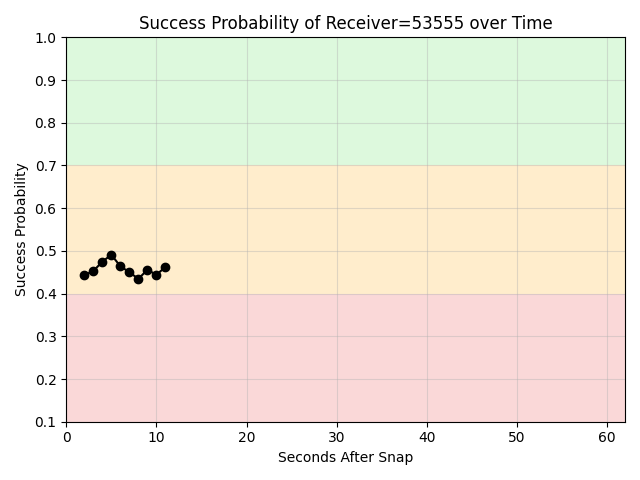 Success Probability of Receiver=53555 over Time
1.0
0.9
0.8
0.7
0.6
0.5
0.4
0.3
0.2
0.1
Success Probability
0 10 20 30 40 50 60
Seconds After Snap